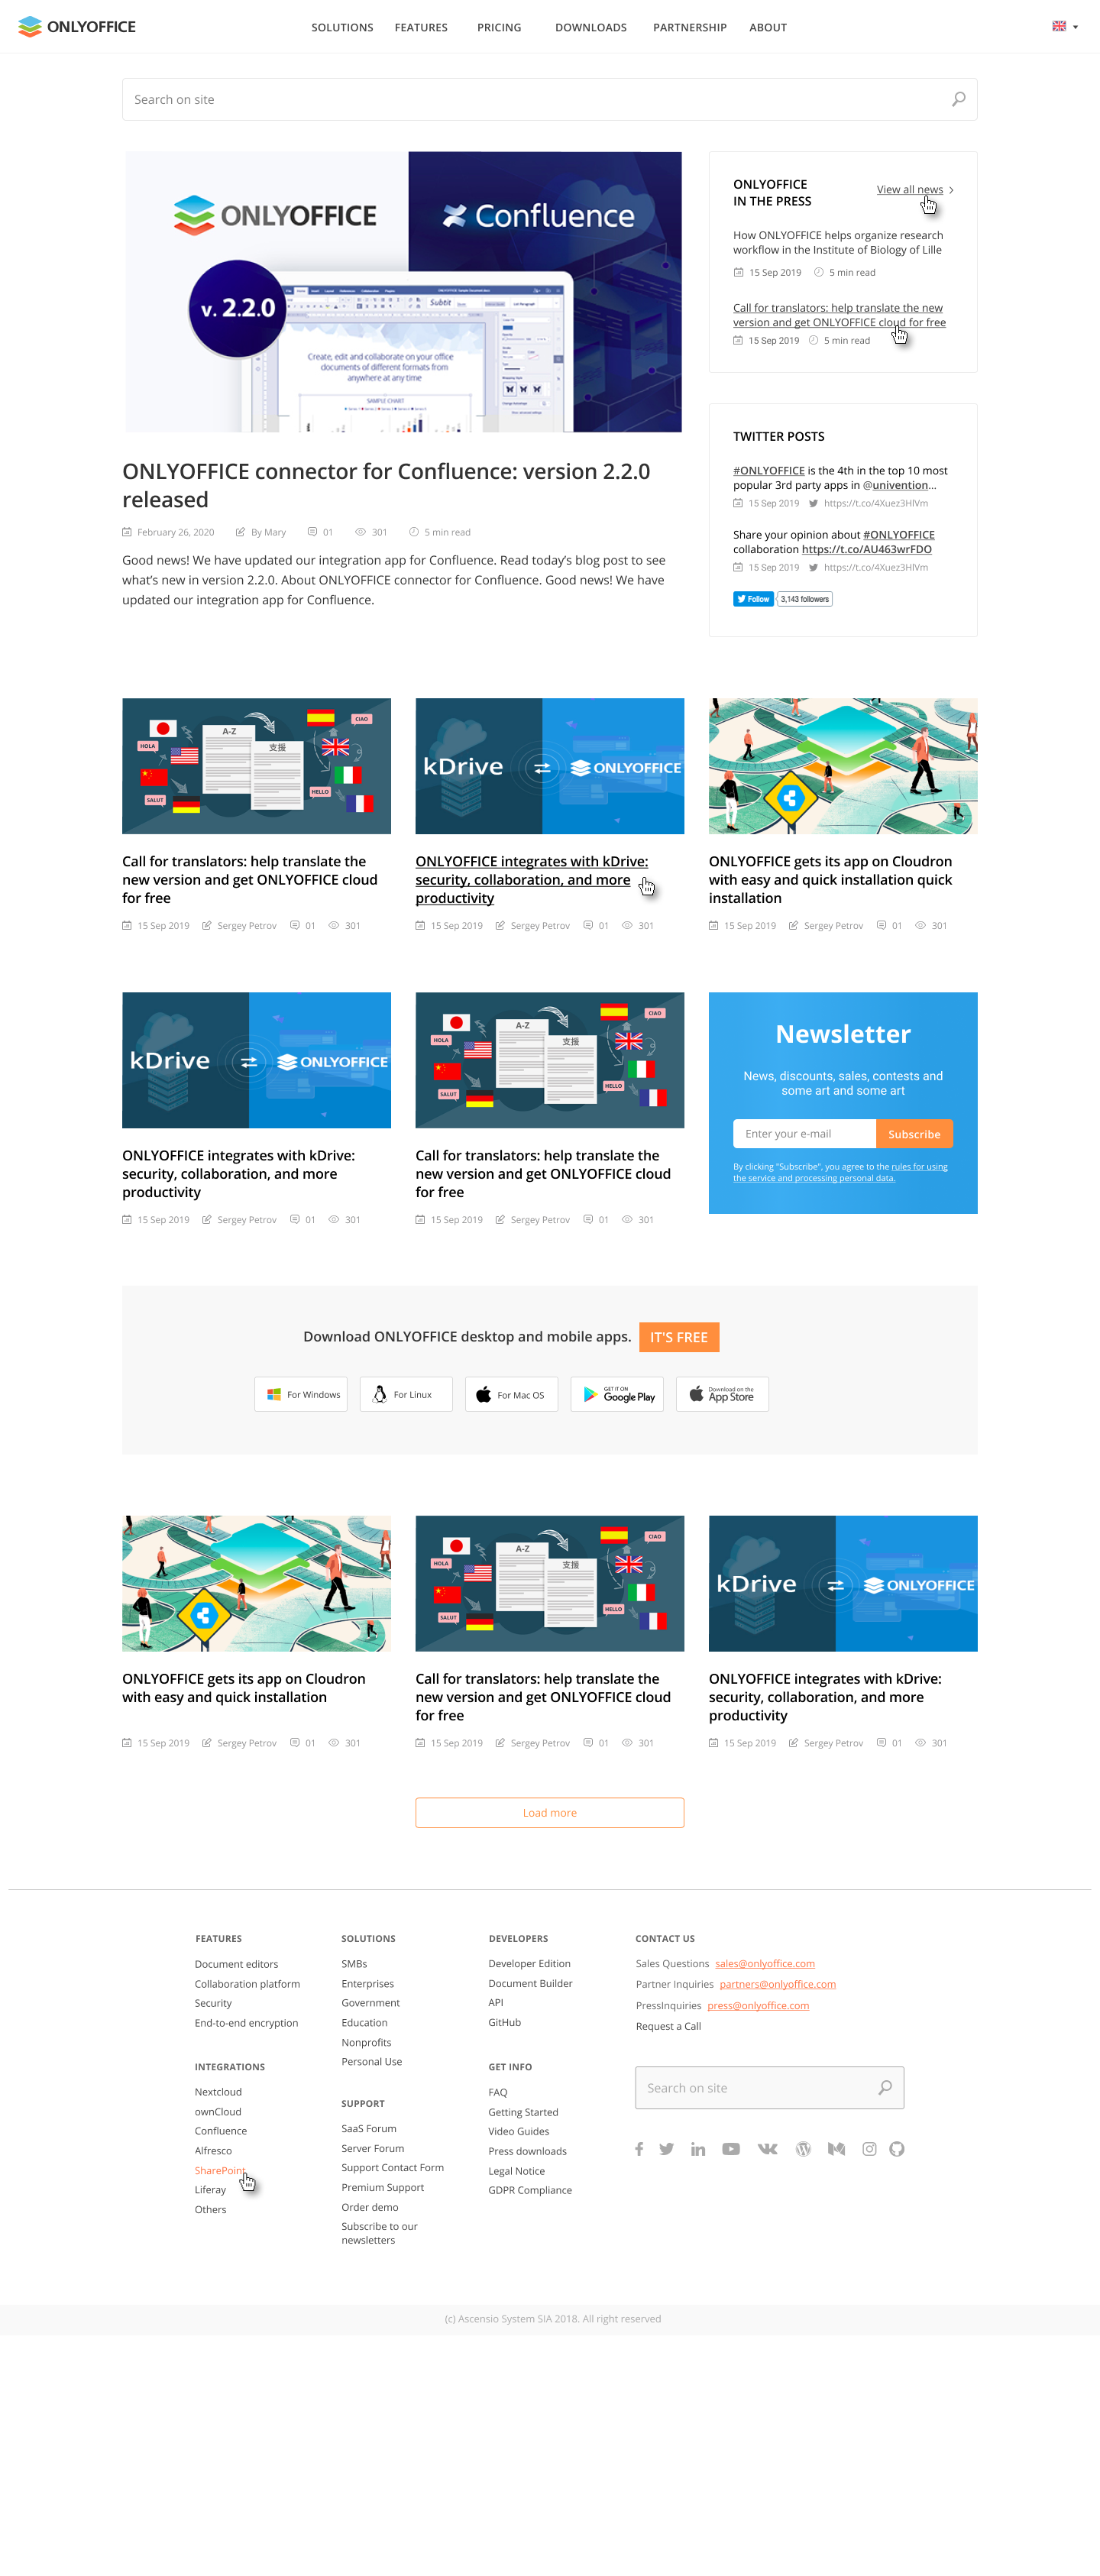 ONLYOFFICE
SOLUTIONS FEATURES PRICING DOWNLOADS PARTNERSHIP ABOUT
Search on site
ONLYOFFICE
Confluence
v. 2.2.0
Subtit
Create, edit and collaborate on your office
documents of different formats from
anywhere at any time
SAMPLE CHART
ONLYOFFICE connector for Confluence: version 2.2.0
released
February 26, 2020 By Mary 01 301 5 min read
Good news! We have updated our integration app for Confluence. Read today’s blog post to see
what’s new in version 2.2.0. About ONLYOFFICE connector for Confluence. Good news! We have
updated our integration app for Confluence.
ONLYOFFICE
IN THE PRESS
View all news
How ONLYOFFICE helps organize research
workflow in the Institute of Biology of Lille
15 Sep 2019 5 min read
Call for translators: help translate the new
version and get ONLYOFFICE cloud for free
15 Sep 2019 5 min read
TWITTER POSTS
#ONLYOFFICE is the 4th in the top 10 most
popular 3rd party apps in @univention...
15 Sep 2019 https://t.co/4Xuez3HlVm
Share your opinion about #ONLYOFFICE
collaboration https://t.co/AU463wrFDO
15 Sep 2019 https://t.co/4Xuez3HlVm
Follow 3,143 followers
HOLA SALUT A-Z 支援 CIAO HELLO
Call for translators: help translate the
new version and get ONLYOFFICE cloud
for free
15 Sep 2019 Sergey Petrov 01 301
kDrive ONLYOFFICE
ONLYOFFICE integrates with kDrive:
security, collaboration, and more
productivity
15 Sep 2019 Sergey Petrov 01 301
ONLYOFFICE gets its app on Cloudron
with easy and quick installation quick
installation
15 Sep 2019 Sergey Petrov 01 301
kDrive ONLYOFFICE
ONLYOFFICE integrates with kDrive:
security, collaboration, and more
productivity
15 Sep 2019 Sergey Petrov 01 301
HOLA SALUT A-Z 支援 CIAO HELLO
Call for translators: help translate the
new version and get ONLYOFFICE cloud
for free
15 Sep 2019 Sergey Petrov 01 301
Newsletter
News, discounts, sales, contests and
some art and some art
Enter your e-mail Subscribe
By clicking “Subscribe”, you agree to the rules for using
the service and processing personal data.
Download ONLYOFFICE desktop and mobile apps. IT'S FREE
For Windows
For Linux
For Mac OS
GET IT ON
Google Play
Download on the
App Store
ONLYOFFICE gets its app on Cloudron
with easy and quick installation
15 Sep 2019 Sergey Petrov 01 301
HOLA SALUT A-Z 支援 CIAO HELLO
Call for translators: help translate the
new version and get ONLYOFFICE cloud
for free
15 Sep 2019 Sergey Petrov 01 301
kDrive ONLYOFFICE
ONLYOFFICE integrates with kDrive:
security, collaboration, and more
productivity
15 Sep 2019 Sergey Petrov 01 301
Load more
FEATURES
Document editors
Collaboration platform
Security
End-to-end encryption
INTEGRATIONS
Nextcloud
ownCloud
Confluence
Alfresco
SharePoint
Liferay
Others
SOLUTIONS
SMBs
Enterprises
Government
Education
Nonprofits
Personal Use
SUPPORT
SaaS Forum
Server Forum
Support Contact Form
Premium Support
Order demo
Subscribe to our
newsletters
DEVELOPERS
Developer Edition
Document Builder
API
GitHub
GET INFO
FAQ
Getting Started
Video Guides
Press downloads
Legal Notice
GDPR Compliance
CONTACT US
Sales Questions sales@onlyoffice.com
Partner Inquiries partners@onlyoffice.com
PressInquiries press@onlyoffice.com
Request a Call
Search on site
(c) Ascensio System SIA 2018. All right reserved